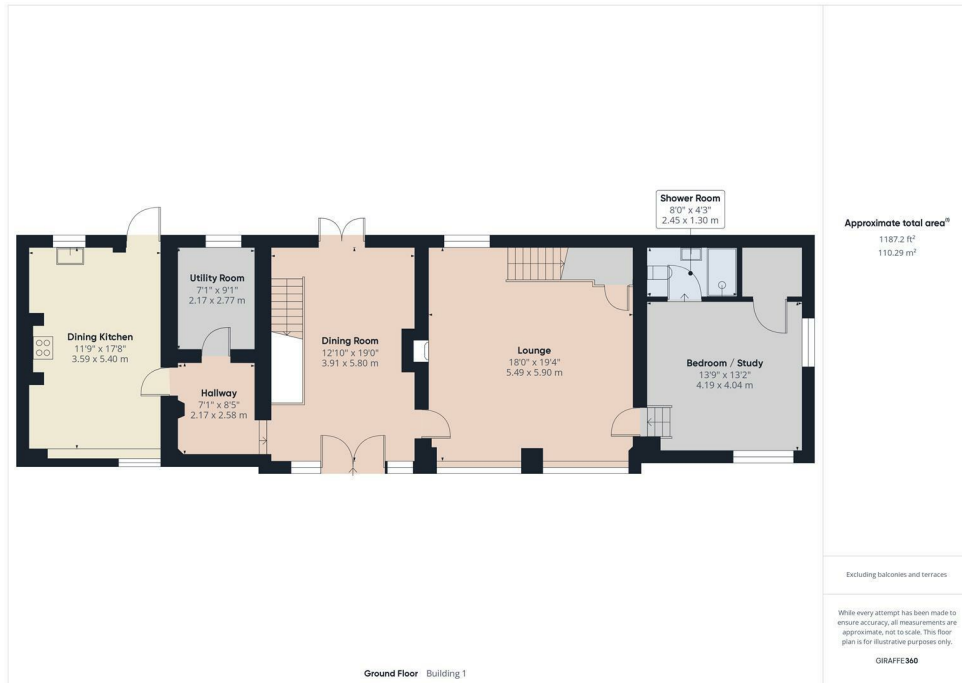 Shower Room
8'0" x 4'3"
2.45 x 1.30 m
Utility Room
7'1" x 9'1"
2.17 x 2.77 m
Dining Kitchen
11'9" x 17'8"
3.59 x 5.40 m
Dining Room
12'10" x 19'0"
3.91 x 5.80 m
Lounge
18'0" x 19'4"
5.49 x 5.90 m
Bedroom / Study
13'9" x 13'2"
4.19 x 4.04 m
Hallway
7'1" x 8'5"
2.17 x 2.58 m
Ground Floor Building 1
Approximate total area⁽¹⁾
1187.2 ft²
110.29 m²
Excluding balconies and terraces
While every attempt has been made to
ensure accuracy, all measurements are
approximate, not to scale. This floor
plan is for illustrative purposes only.
GIRAFFE360